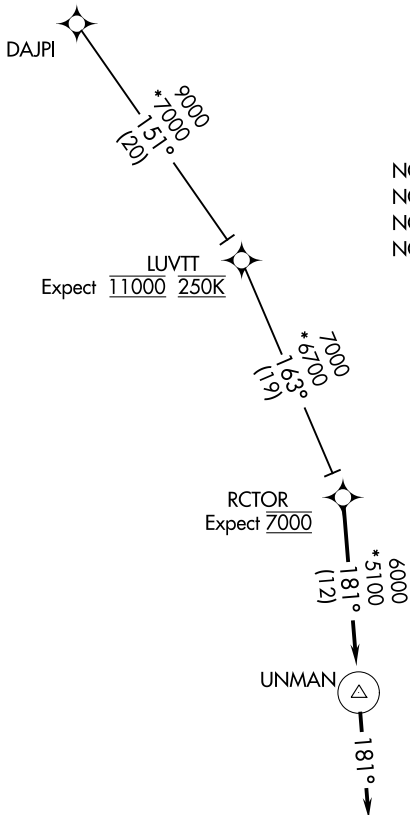 DAJPI
9000
*7000
151°
(20)
NO
NO
NO
NO
LUVTT
Expect 11000 250K
7000
*6700
163°
(19)
RCTOR
Expect 7000
6000
*5100
181°
(12)
UNMAN
181°